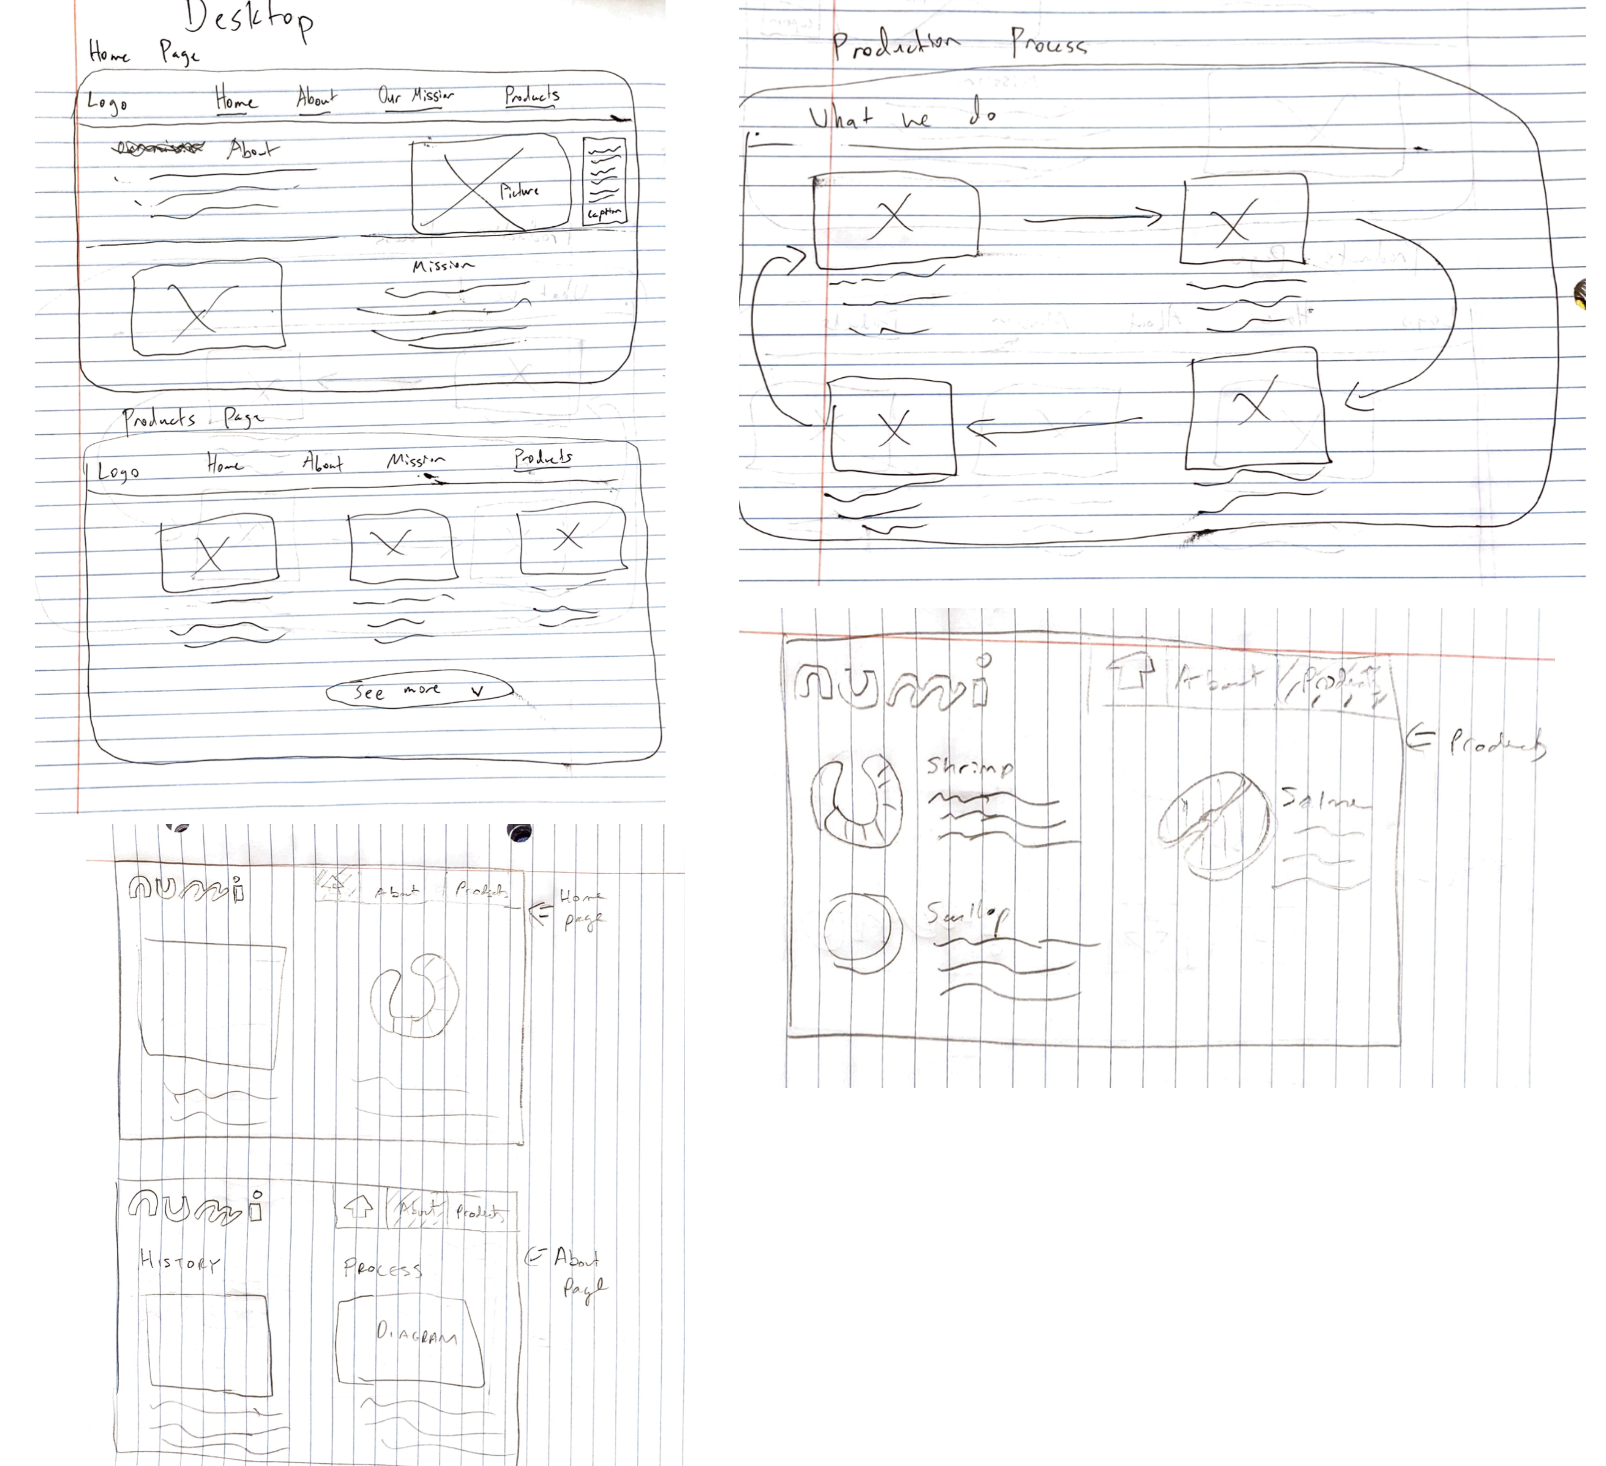 Desktop
Home Page
Logo Home About Our Mission Products
About
Picture
caption
Mission
Products Page
Logo Home About Mission Products
See more v
Production Process
What we do
numi
About Products
← Products
Shrimp
Salmon
Scallop
numi
About Products
← Home
page
numi
About Products
← About
Page
HISTORY
PROCESS
DIAGRAM